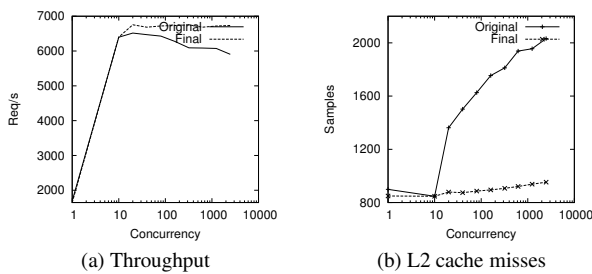 7000
6000
5000
4000
3000
2000
Req/s
1
10
100
1000
10000
Concurrency
Original
Final
(a) Throughput
2000
1600
1200
800
Samples
1
10
100
1000
10000
Concurrency
Original
Final
(b) L2 cache misses